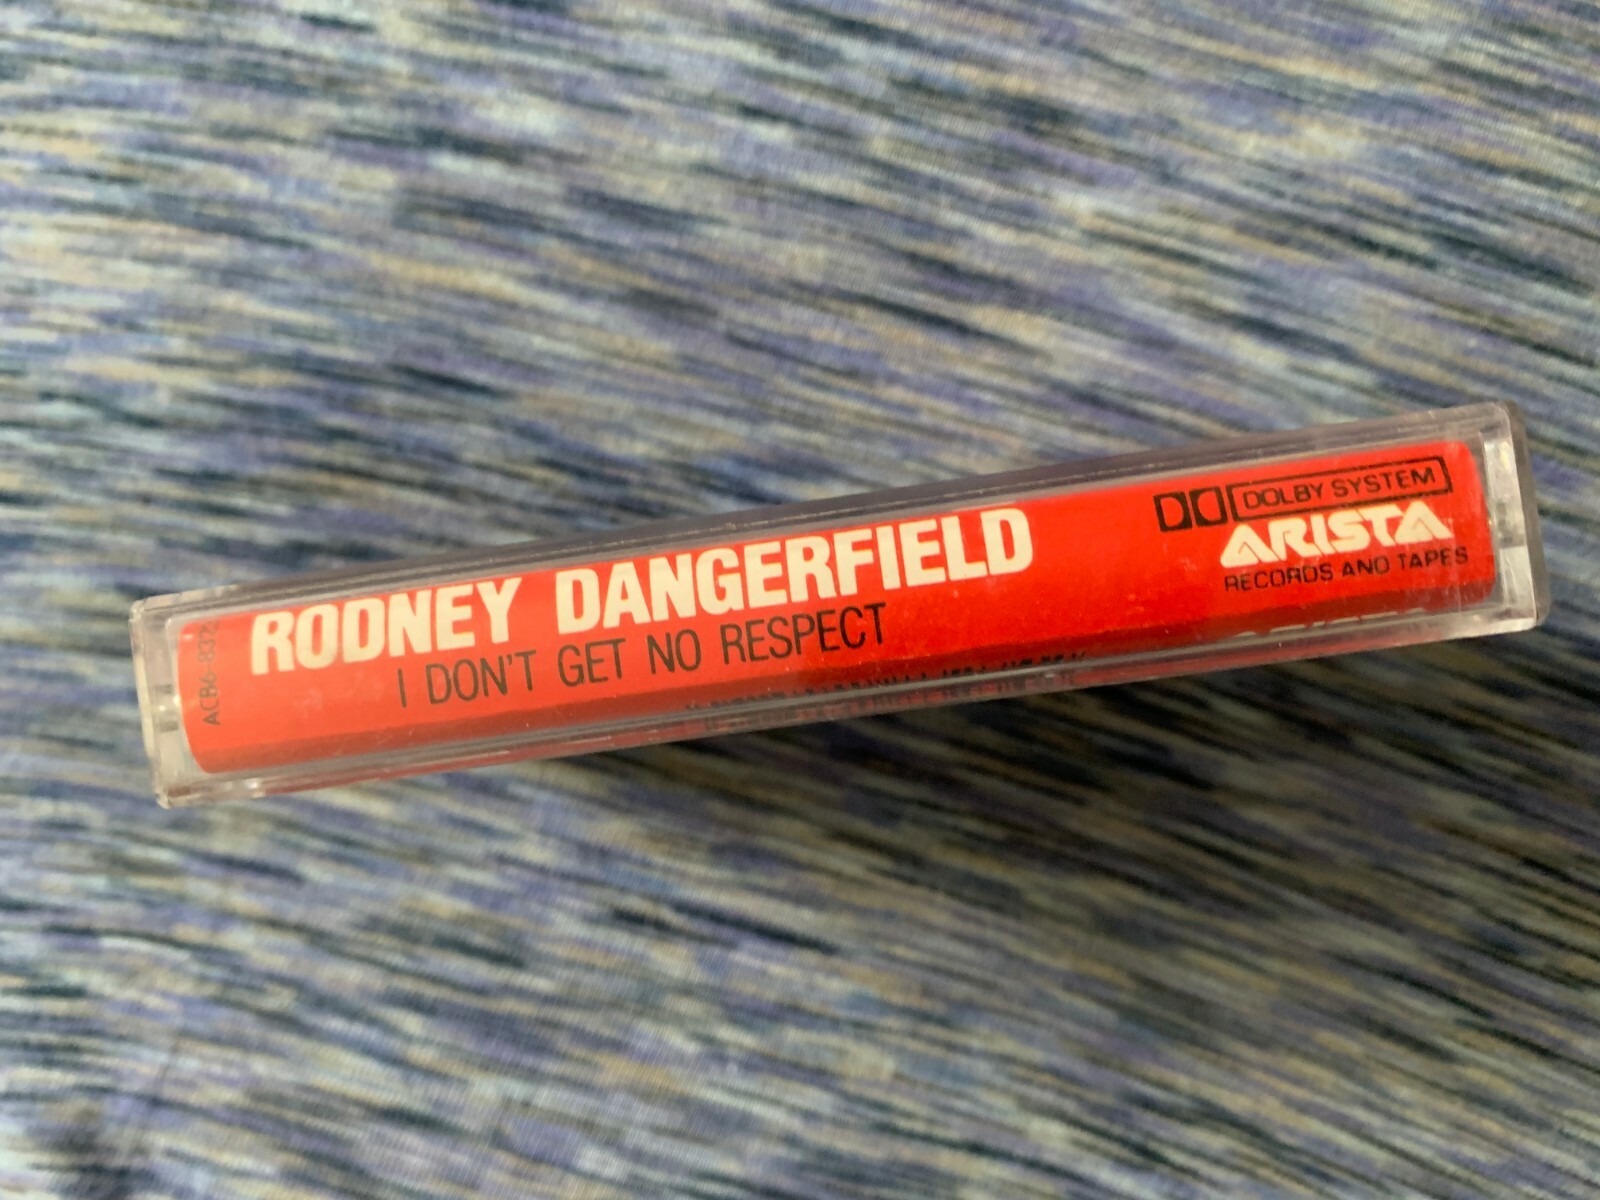 RODNEY DANGERFIELD
I DON'T GET NO RESPECT
DOLBY SYSTEM
ARISTA
RECORDS AND TAPES